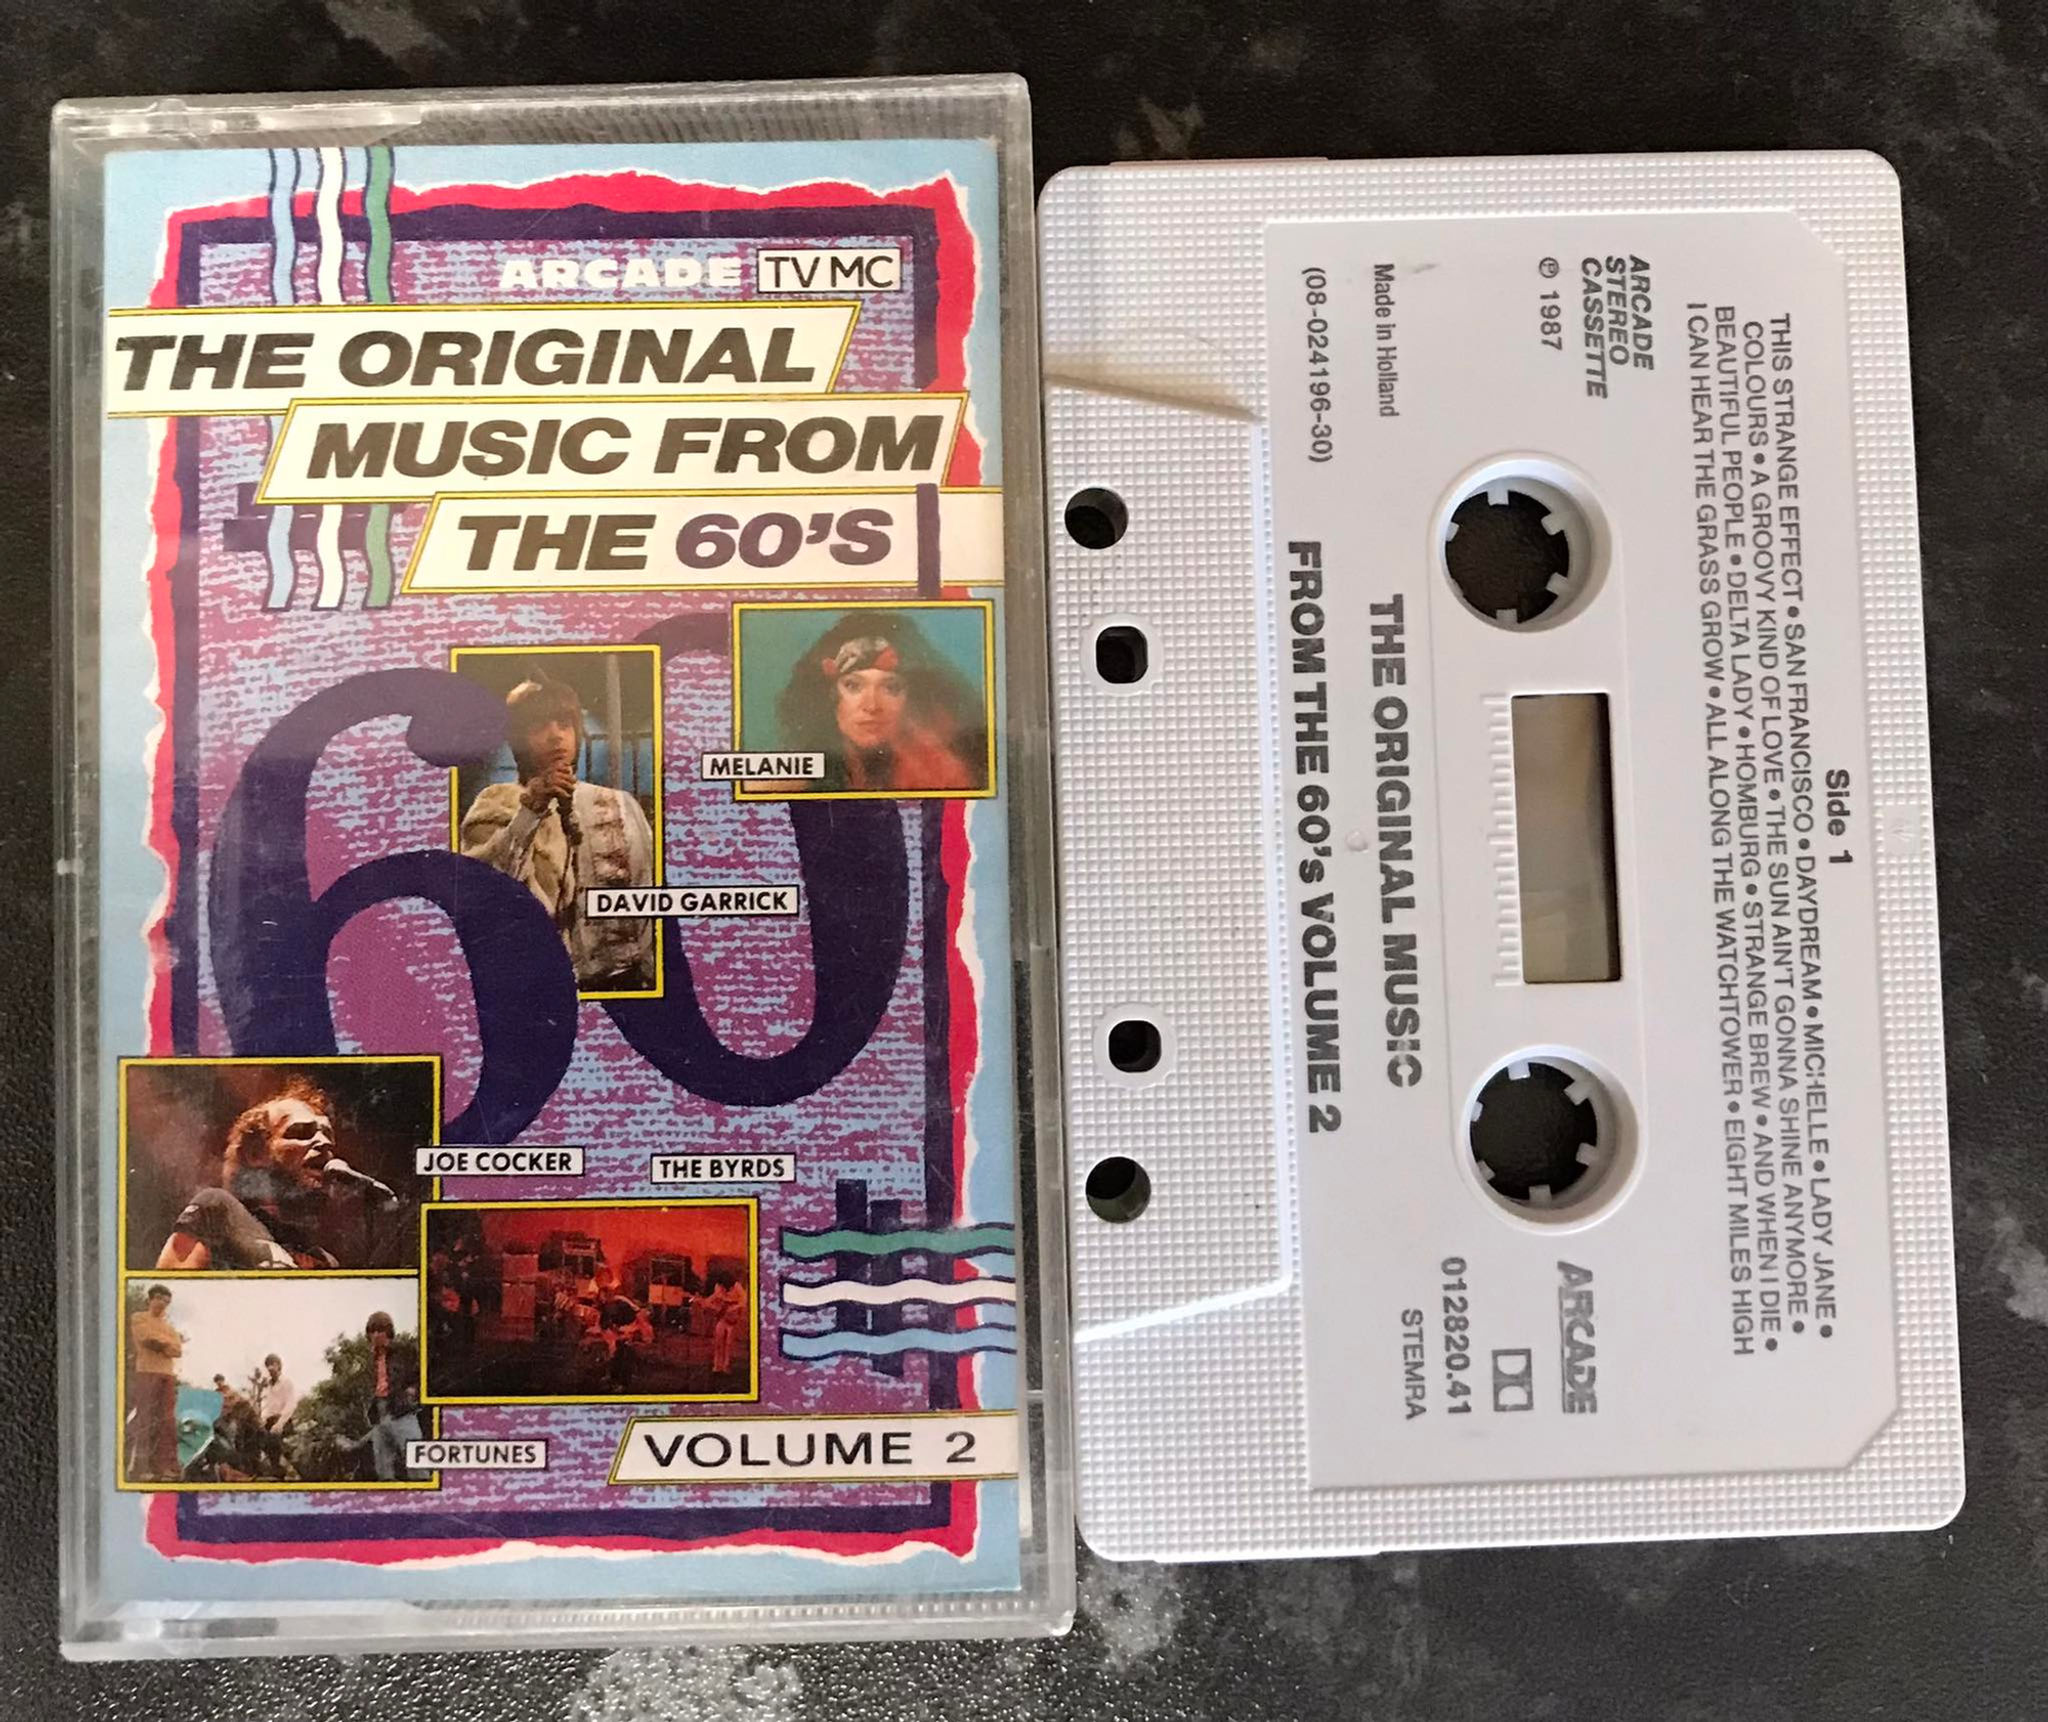 ARCADE TV MC
THE ORIGINAL
MUSIC FROM
THE 60'S
MELANIE
DAVID GARRICK
JOE COCKER
THE BYRDS
FORTUNES
VOLUME 2
Side 1
THIS STRANGE EFFECT • SAN FRANCISCO • DAYDREAM • MICHELLE • LADY JANE •
COLOURS • A GROOVY KIND OF LOVE • THE SUN AIN'T GONNA SHINE ANYMORE •
BEAUTIFUL PEOPLE • DELTA LADY • HOMBURG • STRANGE BREW • AND WHEN I DIE •
I CAN HEAR THE GRASS GROW • ALL ALONG THE WATCHTOWER • EIGHT MILES HIGH
ARCADE
STEREO
CASSETTE
℗ 1987
ARCADE
012820.41
STEMRA
Made in Holland
(08-024196-30)
THE ORIGINAL MUSIC
FROM THE 60's VOLUME 2